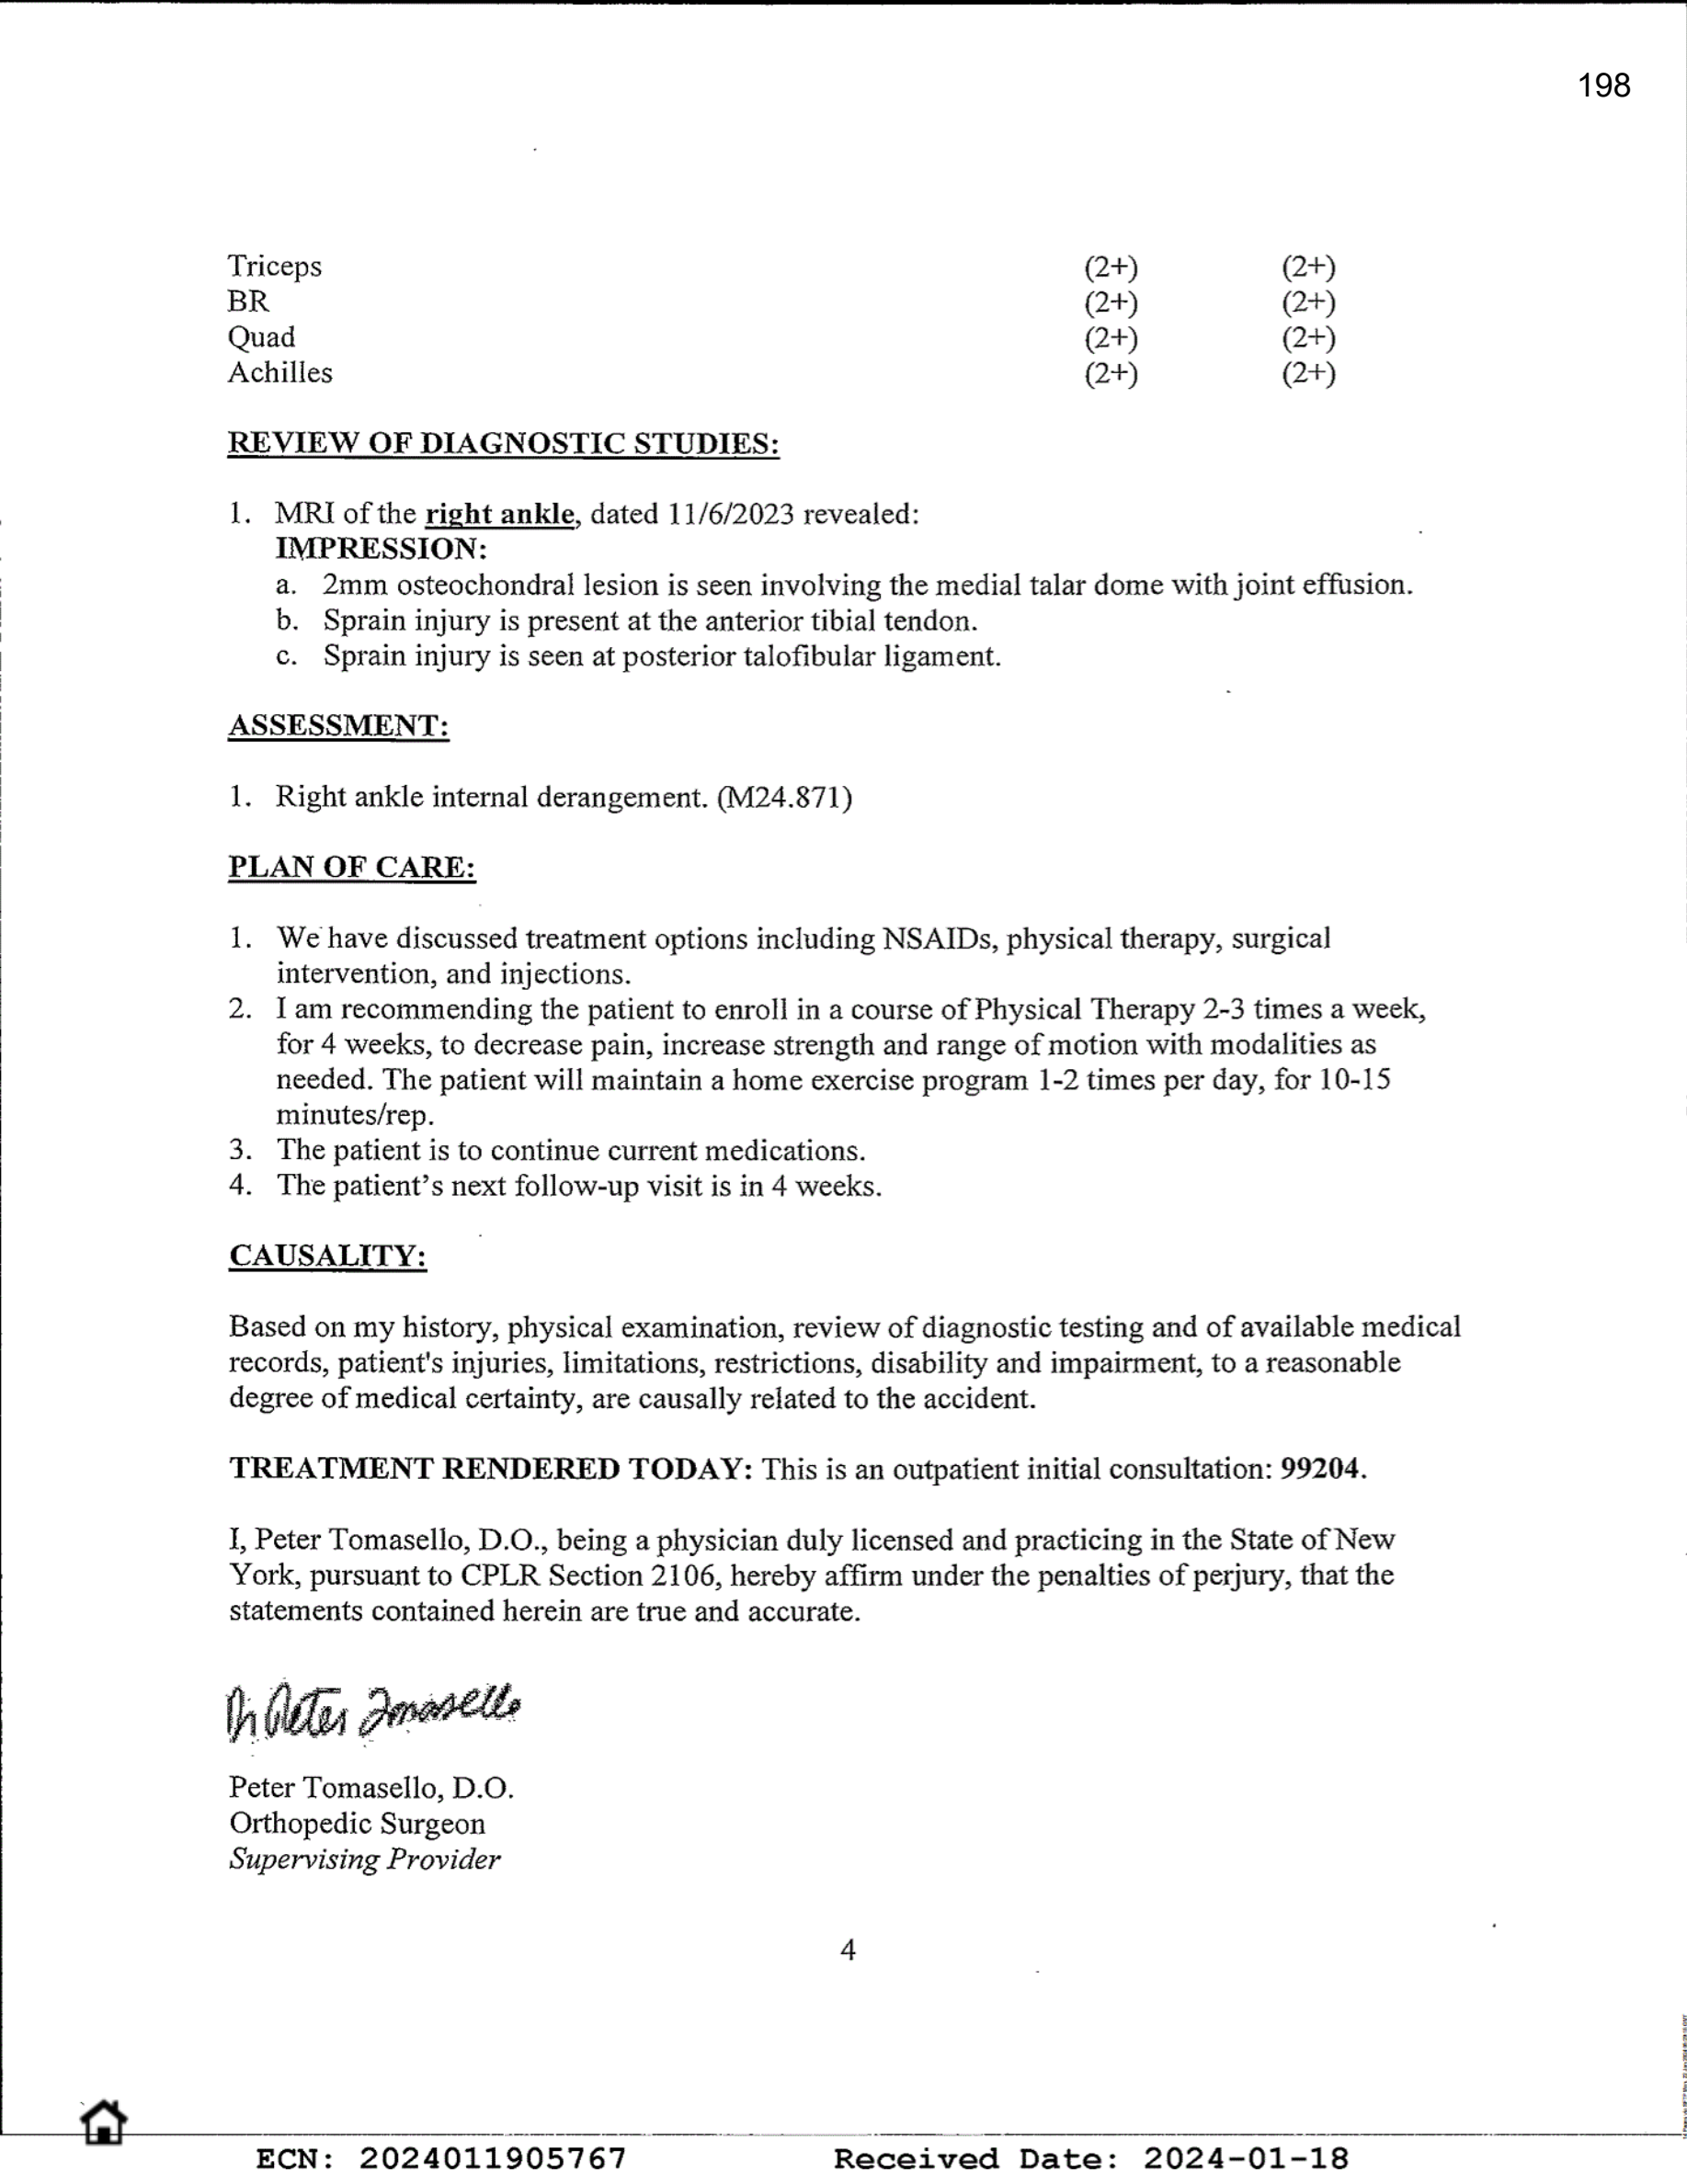 198
Triceps (2+) (2+)
BR (2+) (2+)
Quad (2+) (2+)
Achilles (2+) (2+)
REVIEW OF DIAGNOSTIC STUDIES:
1. MRI of the right ankle, dated 11/6/2023 revealed:
IMPRESSION:
a. 2mm osteochondral lesion is seen involving the medial talar dome with joint effusion.
b. Sprain injury is present at the anterior tibial tendon.
c. Sprain injury is seen at posterior talofibular ligament.
ASSESSMENT:
1. Right ankle internal derangement. (M24.871)
PLAN OF CARE:
1. We have discussed treatment options including NSAIDs, physical therapy, surgical
intervention, and injections.
2. I am recommending the patient to enroll in a course of Physical Therapy 2-3 times a week,
for 4 weeks, to decrease pain, increase strength and range of motion with modalities as
needed. The patient will maintain a home exercise program 1-2 times per day, for 10-15
minutes/rep.
3. The patient is to continue current medications.
4. The patient's next follow-up visit is in 4 weeks.
CAUSALITY:
Based on my history, physical examination, review of diagnostic testing and of available medical
records, patient's injuries, limitations, restrictions, disability and impairment, to a reasonable
degree of medical certainty, are causally related to the accident.
TREATMENT RENDERED TODAY: This is an outpatient initial consultation: 99204.
I, Peter Tomasello, D.O., being a physician duly licensed and practicing in the State of New
York, pursuant to CPLR Section 2106, hereby affirm under the penalties of perjury, that the
statements contained herein are true and accurate.
Dr Peter Tomasello
Peter Tomasello, D.O.
Orthopedic Surgeon
Supervising Provider
4
ECN: 2024011905767 Received Date: 2024-01-18